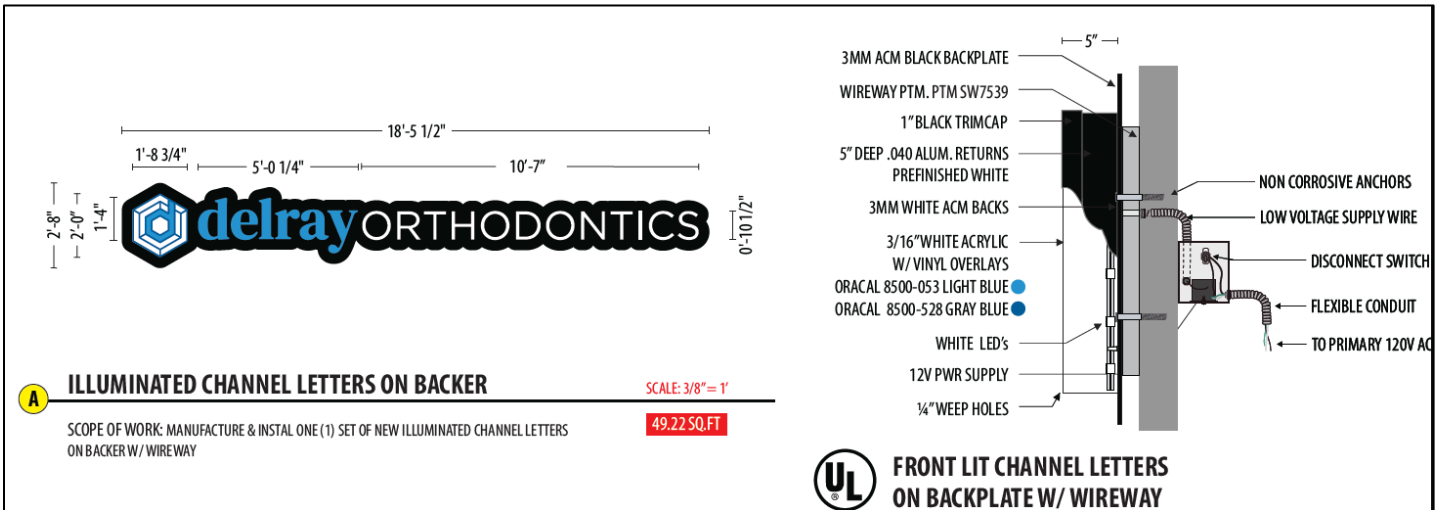 18'-5 1/2"
1'-8 3/4"
5'-0 1/4"
10'-7"
2'-8"
2'-0"
1'-4"
delray ORTHODONTICS
0'-10 1/2"
A
ILLUMINATED CHANNEL LETTERS ON BACKER
SCALE: 3/8" = 1'
SCOPE OF WORK: MANUFACTURE & INSTAL ONE (1) SET OF NEW ILLUMINATED CHANNEL LETTERS
ON BACKER W/ WIREWAY
49.22 SQ.FT
5"
3MM ACM BLACK BACKPLATE
WIREWAY PTM. PTM SW7539
1" BLACK TRIMCAP
5" DEEP .040 ALUM. RETURNS
PREFINISHED WHITE
3MM WHITE ACM BACKS
3/16" WHITE ACRYLIC
W/ VINYL OVERLAYS
ORACAL 8500-053 LIGHT BLUE
ORACAL 8500-528 GRAY BLUE
WHITE LED's
12V PWR SUPPLY
¼" WEEP HOLES
NON CORROSIVE ANCHORS
LOW VOLTAGE SUPPLY WIRE
DISCONNECT SWITCH
FLEXIBLE CONDUIT
TO PRIMARY 120V AC
UL
®
FRONT LIT CHANNEL LETTERS
ON BACKPLATE W/ WIREWAY